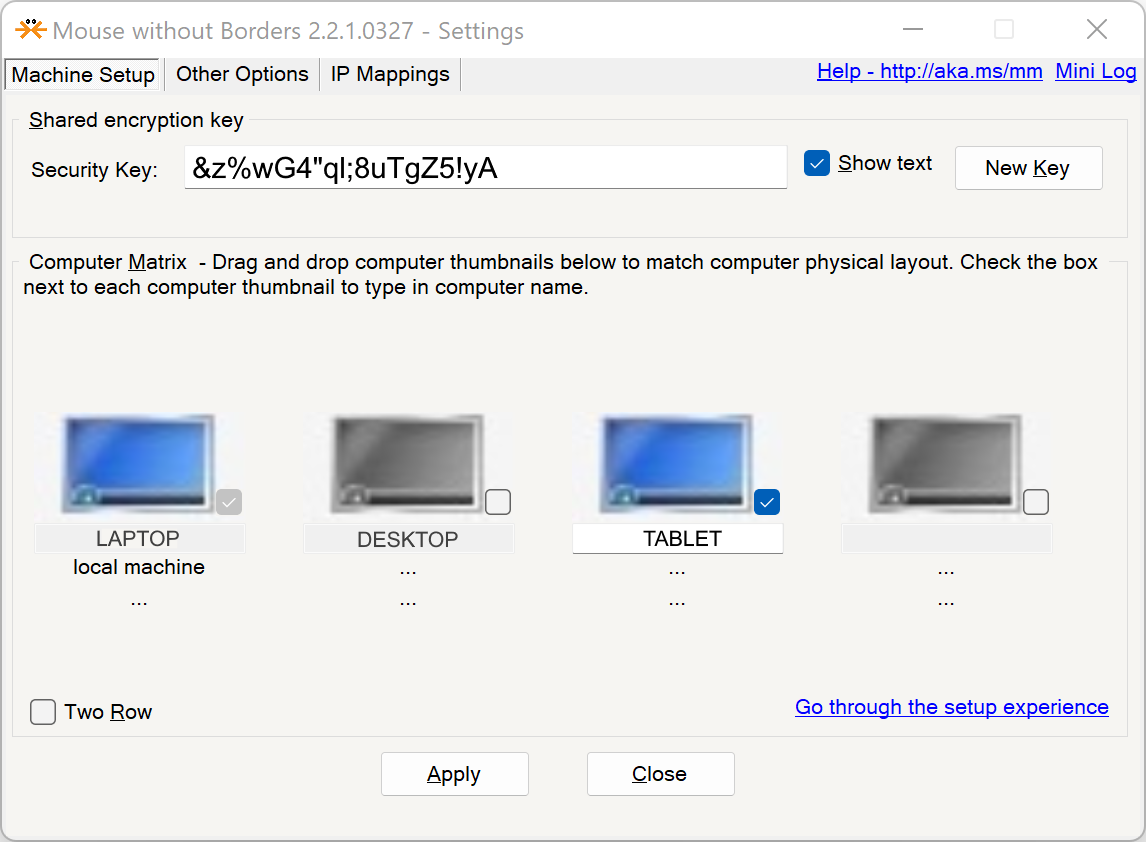 Mouse without Borders 2.2.1.0327 - Settings
Machine Setup Other Options IP Mappings Help - http://aka.ms/mm Mini Log
Shared encryption key
Security Key: &z%wG4"ql;8uTgZ5!yA Show text New Key
Computer Matrix - Drag and drop computer thumbnails below to match computer physical layout. Check the box
next to each computer thumbnail to type in computer name.
LAPTOP DESKTOP TABLET
local machine ... ... ...
... ... ... ...
Two Row Go through the setup experience
Apply Close